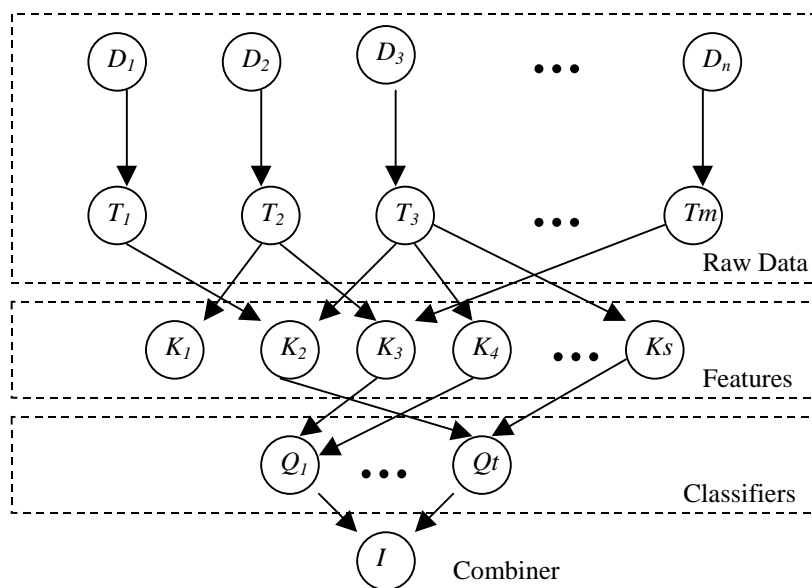 D1 D2 D3 ••• Dn
T1 T2 T3 ••• Tm
Raw Data
K1 K2 K3 K4 ••• Ks
Features
Q1 ••• Qt
Classifiers
I
Combiner